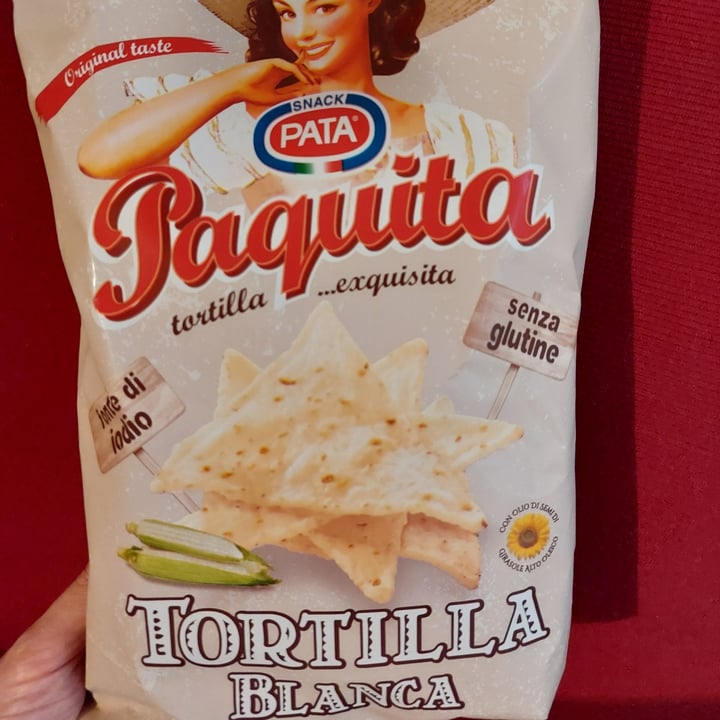 Original taste
SNACK
PATA®
Paquita
tortilla ...exquisita
senza
glutine
fonte di
iodio
CON OLIO DI SEMI DI
GIRASOLE ALTO OLEICO
TORTILLA
BLANCA